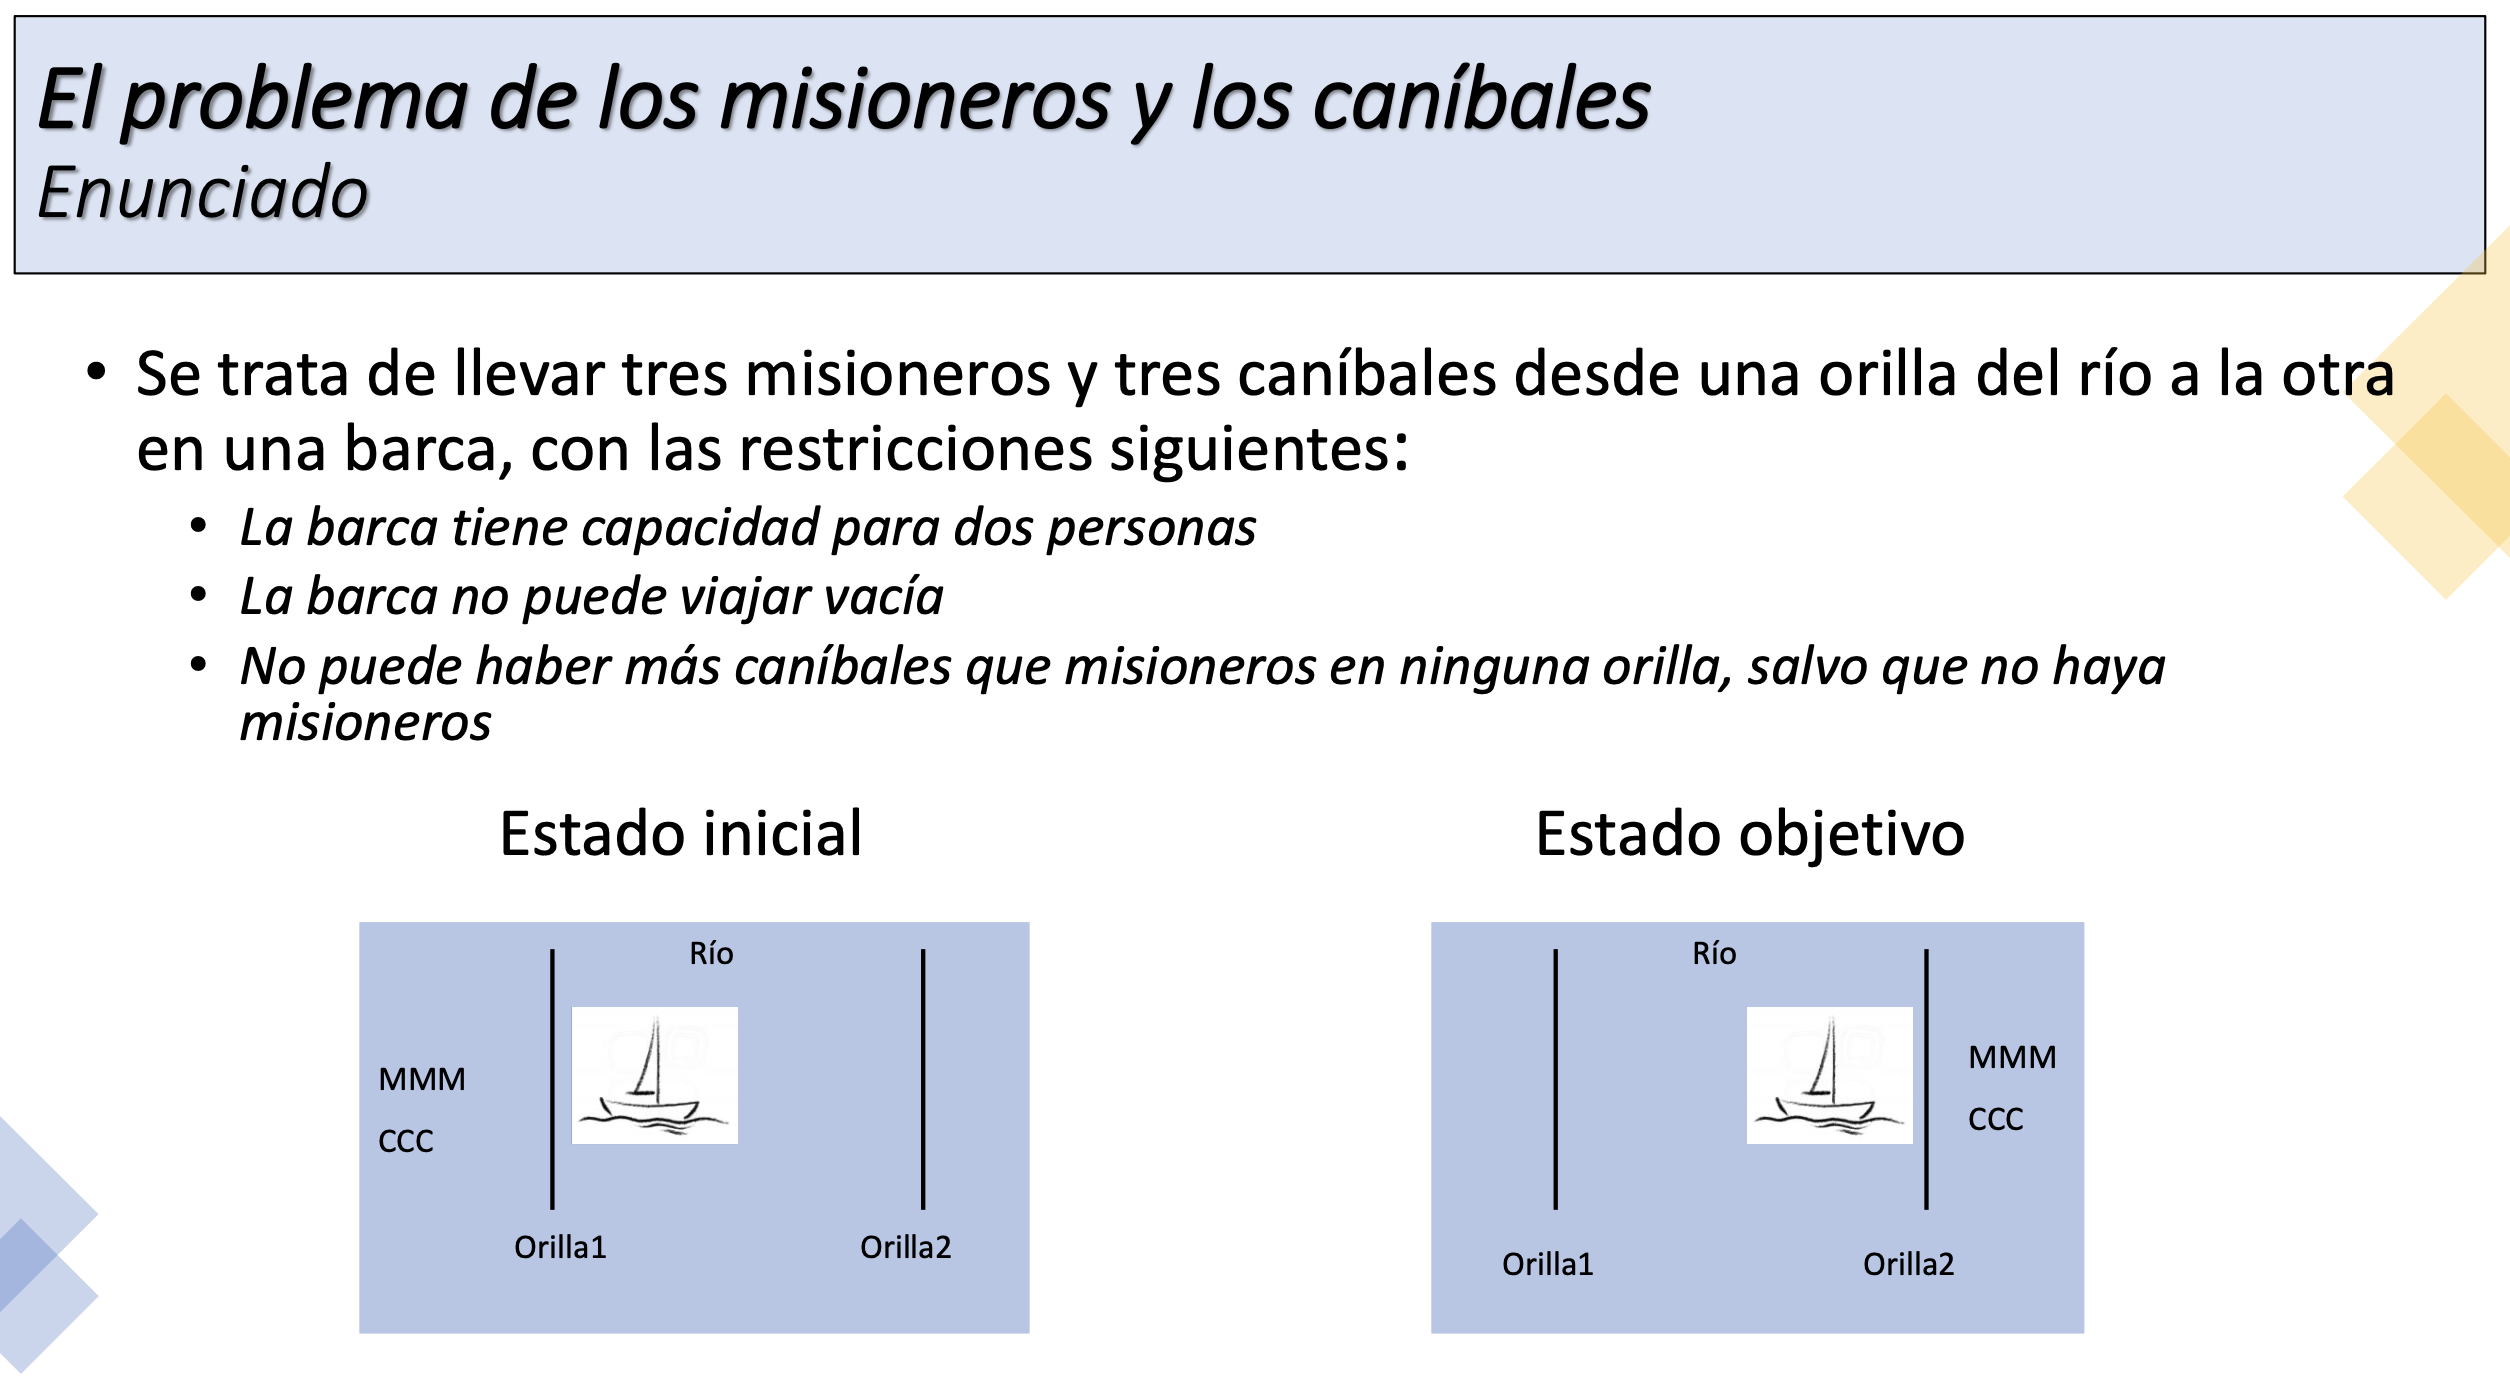 El problema de los misioneros y los caníbales
Enunciado
• Se trata de llevar tres misioneros y tres caníbales desde una orilla del río a la otra
en una barca, con las restricciones siguientes:
• La barca tiene capacidad para dos personas
• La barca no puede viajar vacía
• No puede haber más caníbales que misioneros en ninguna orilla, salvo que no haya
misioneros
Estado inicial
Río
MMM
CCC
Orilla1
Orilla2
Estado objetivo
Río
MMM
CCC
Orilla1
Orilla2